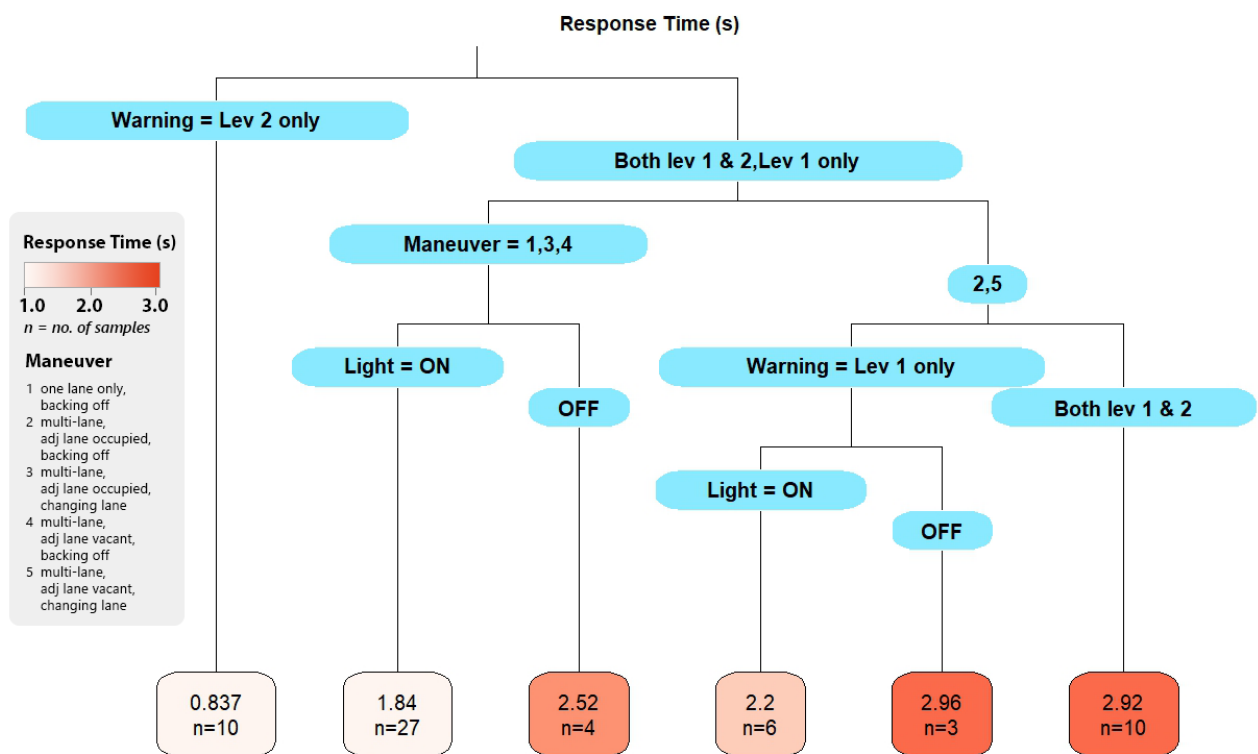 Response Time (s)
Warning = Lev 2 only
Both lev 1 & 2,Lev 1 only
Maneuver = 1,3,4
2,5
Light = ON
OFF
Warning = Lev 1 only
Both lev 1 & 2
Light = ON
OFF
Response Time (s)
1.0 2.0 3.0
n = no. of samples
Maneuver
1 one lane only,
backing off
2 multi-lane,
adj lane occupied,
backing off
3 multi-lane,
adj lane occupied,
changing lane
4 multi-lane,
adj lane vacant,
backing off
5 multi-lane,
adj lane vacant,
changing lane
0.837
n=10
1.84
n=27
2.52
n=4
2.2
n=6
2.96
n=3
2.92
n=10